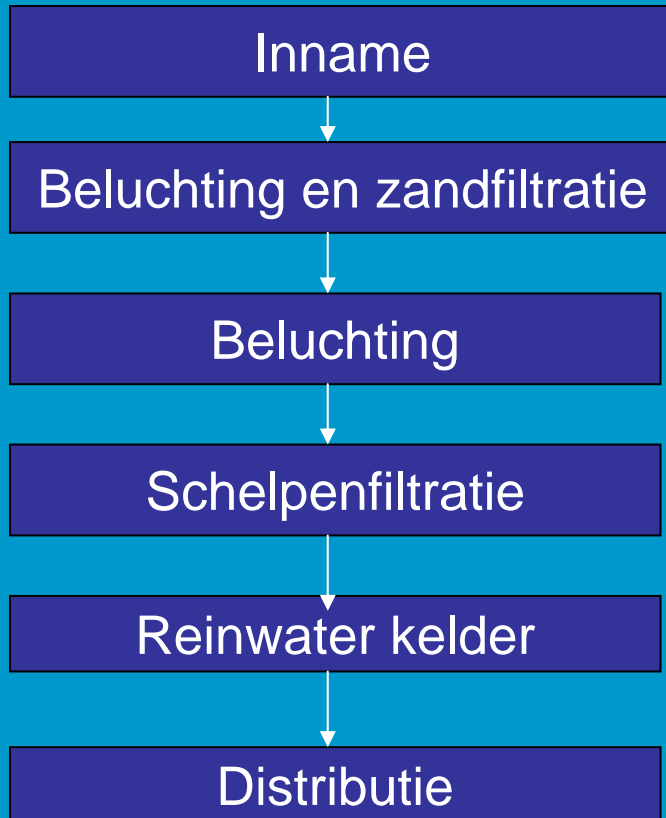 Inname
Beluchting en zandfiltratie
Beluchting
Schelpenfiltratie
Reinwater kelder
Distributie